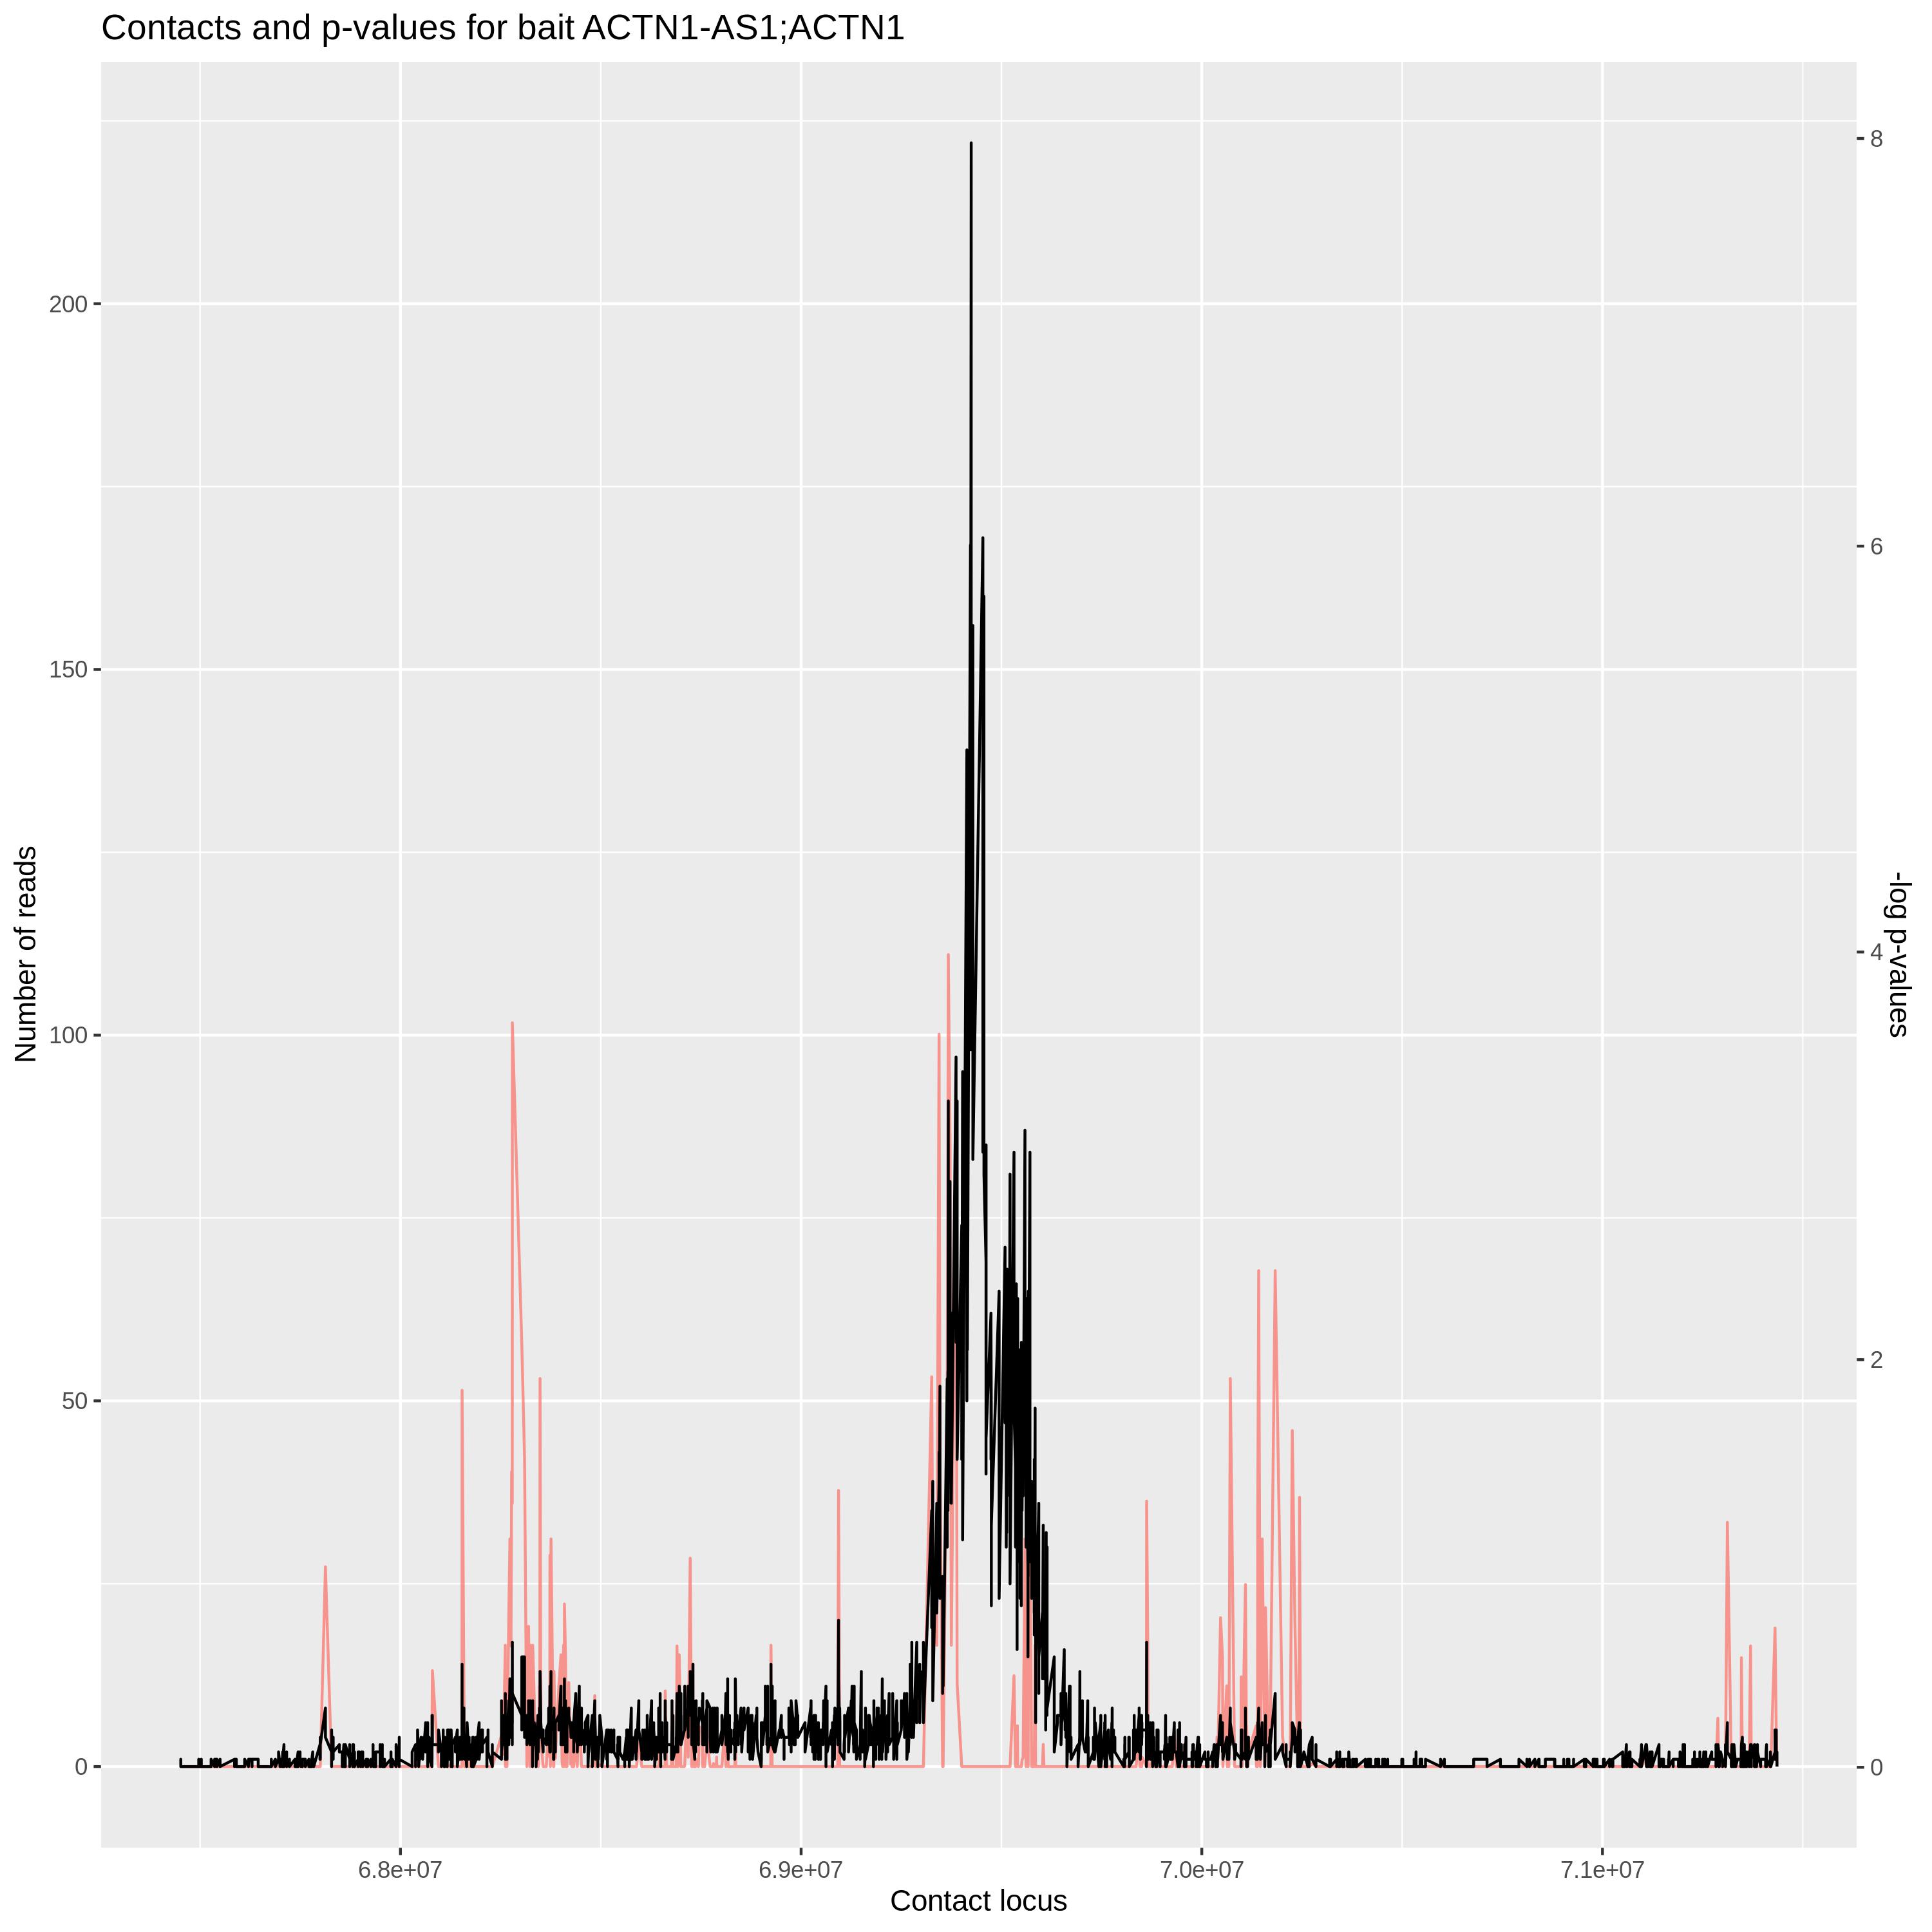 Contacts and p-values for bait ACTN1-AS1;ACTN1
Number of reads
200
150
100
50
0
8
6
4
2
0
-log p-values
6.8e+07 6.9e+07 7.0e+07 7.1e+07
Contact locus